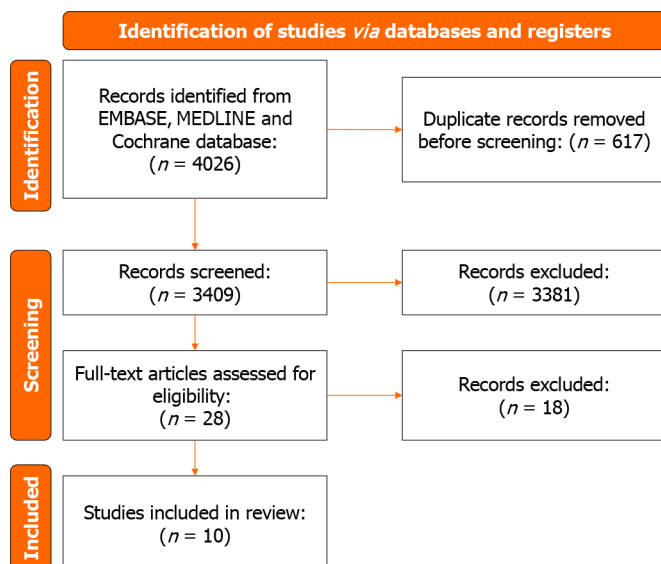 Identification of studies via databases and registers
Identification
Records identified from
EMBASE, MEDLINE and
Cochrane database:
(n = 4026)
Duplicate records removed
before screening: (n = 617)
Screening
Records screened:
(n = 3409)
Records excluded:
(n = 3381)
Full-text articles assessed for
eligibility:
(n = 28)
Records excluded:
(n = 18)
Included
Studies included in review:
(n = 10)